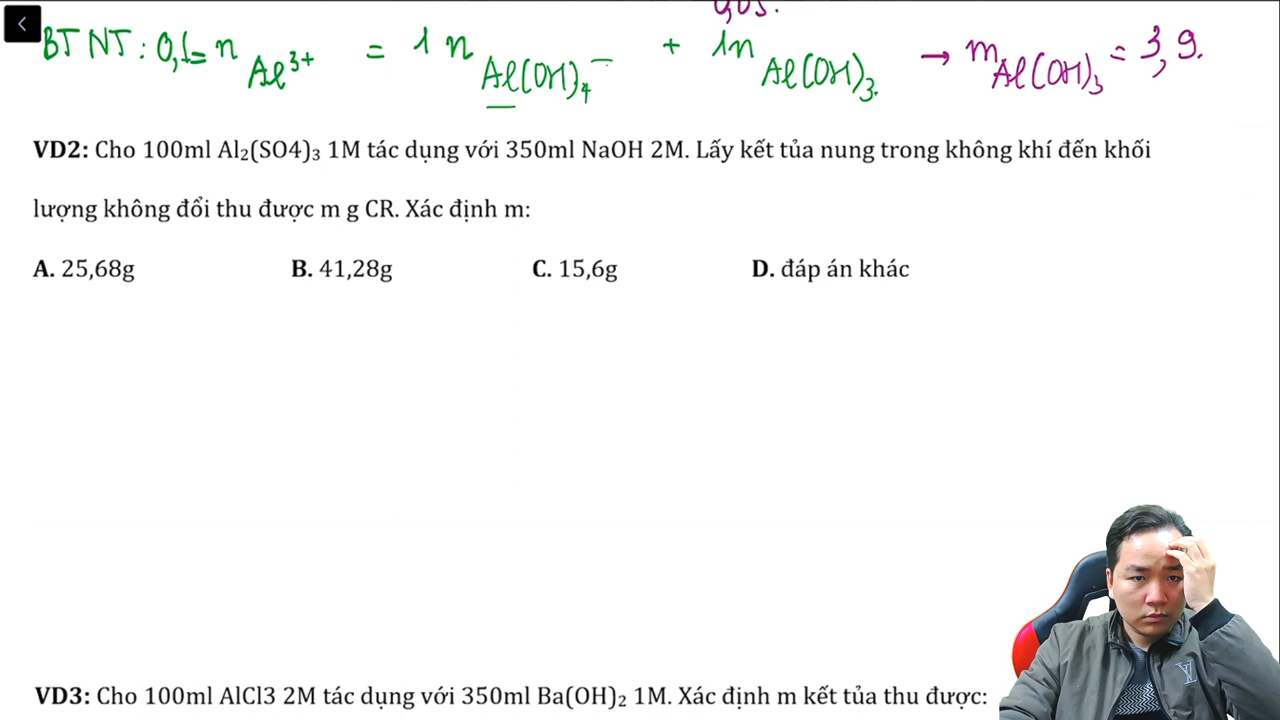 BTNT: 0,1 = n Al³⁺ = 1 n Al(OH)₄⁻ + 1n Al(OH)₃ → m Al(OH)₃ = 3,9.
VD2: Cho 100ml Al₂(SO4)₃ 1M tác dụng với 350ml NaOH 2M. Lấy kết tủa nung trong không khí đến khối
lượng không đổi thu được m g CR. Xác định m:
A. 25,68g B. 41,28g C. 15,6g D. đáp án khác
VD3: Cho 100ml AlCl3 2M tác dụng với 350ml Ba(OH)₂ 1M. Xác định m kết tủa thu được: